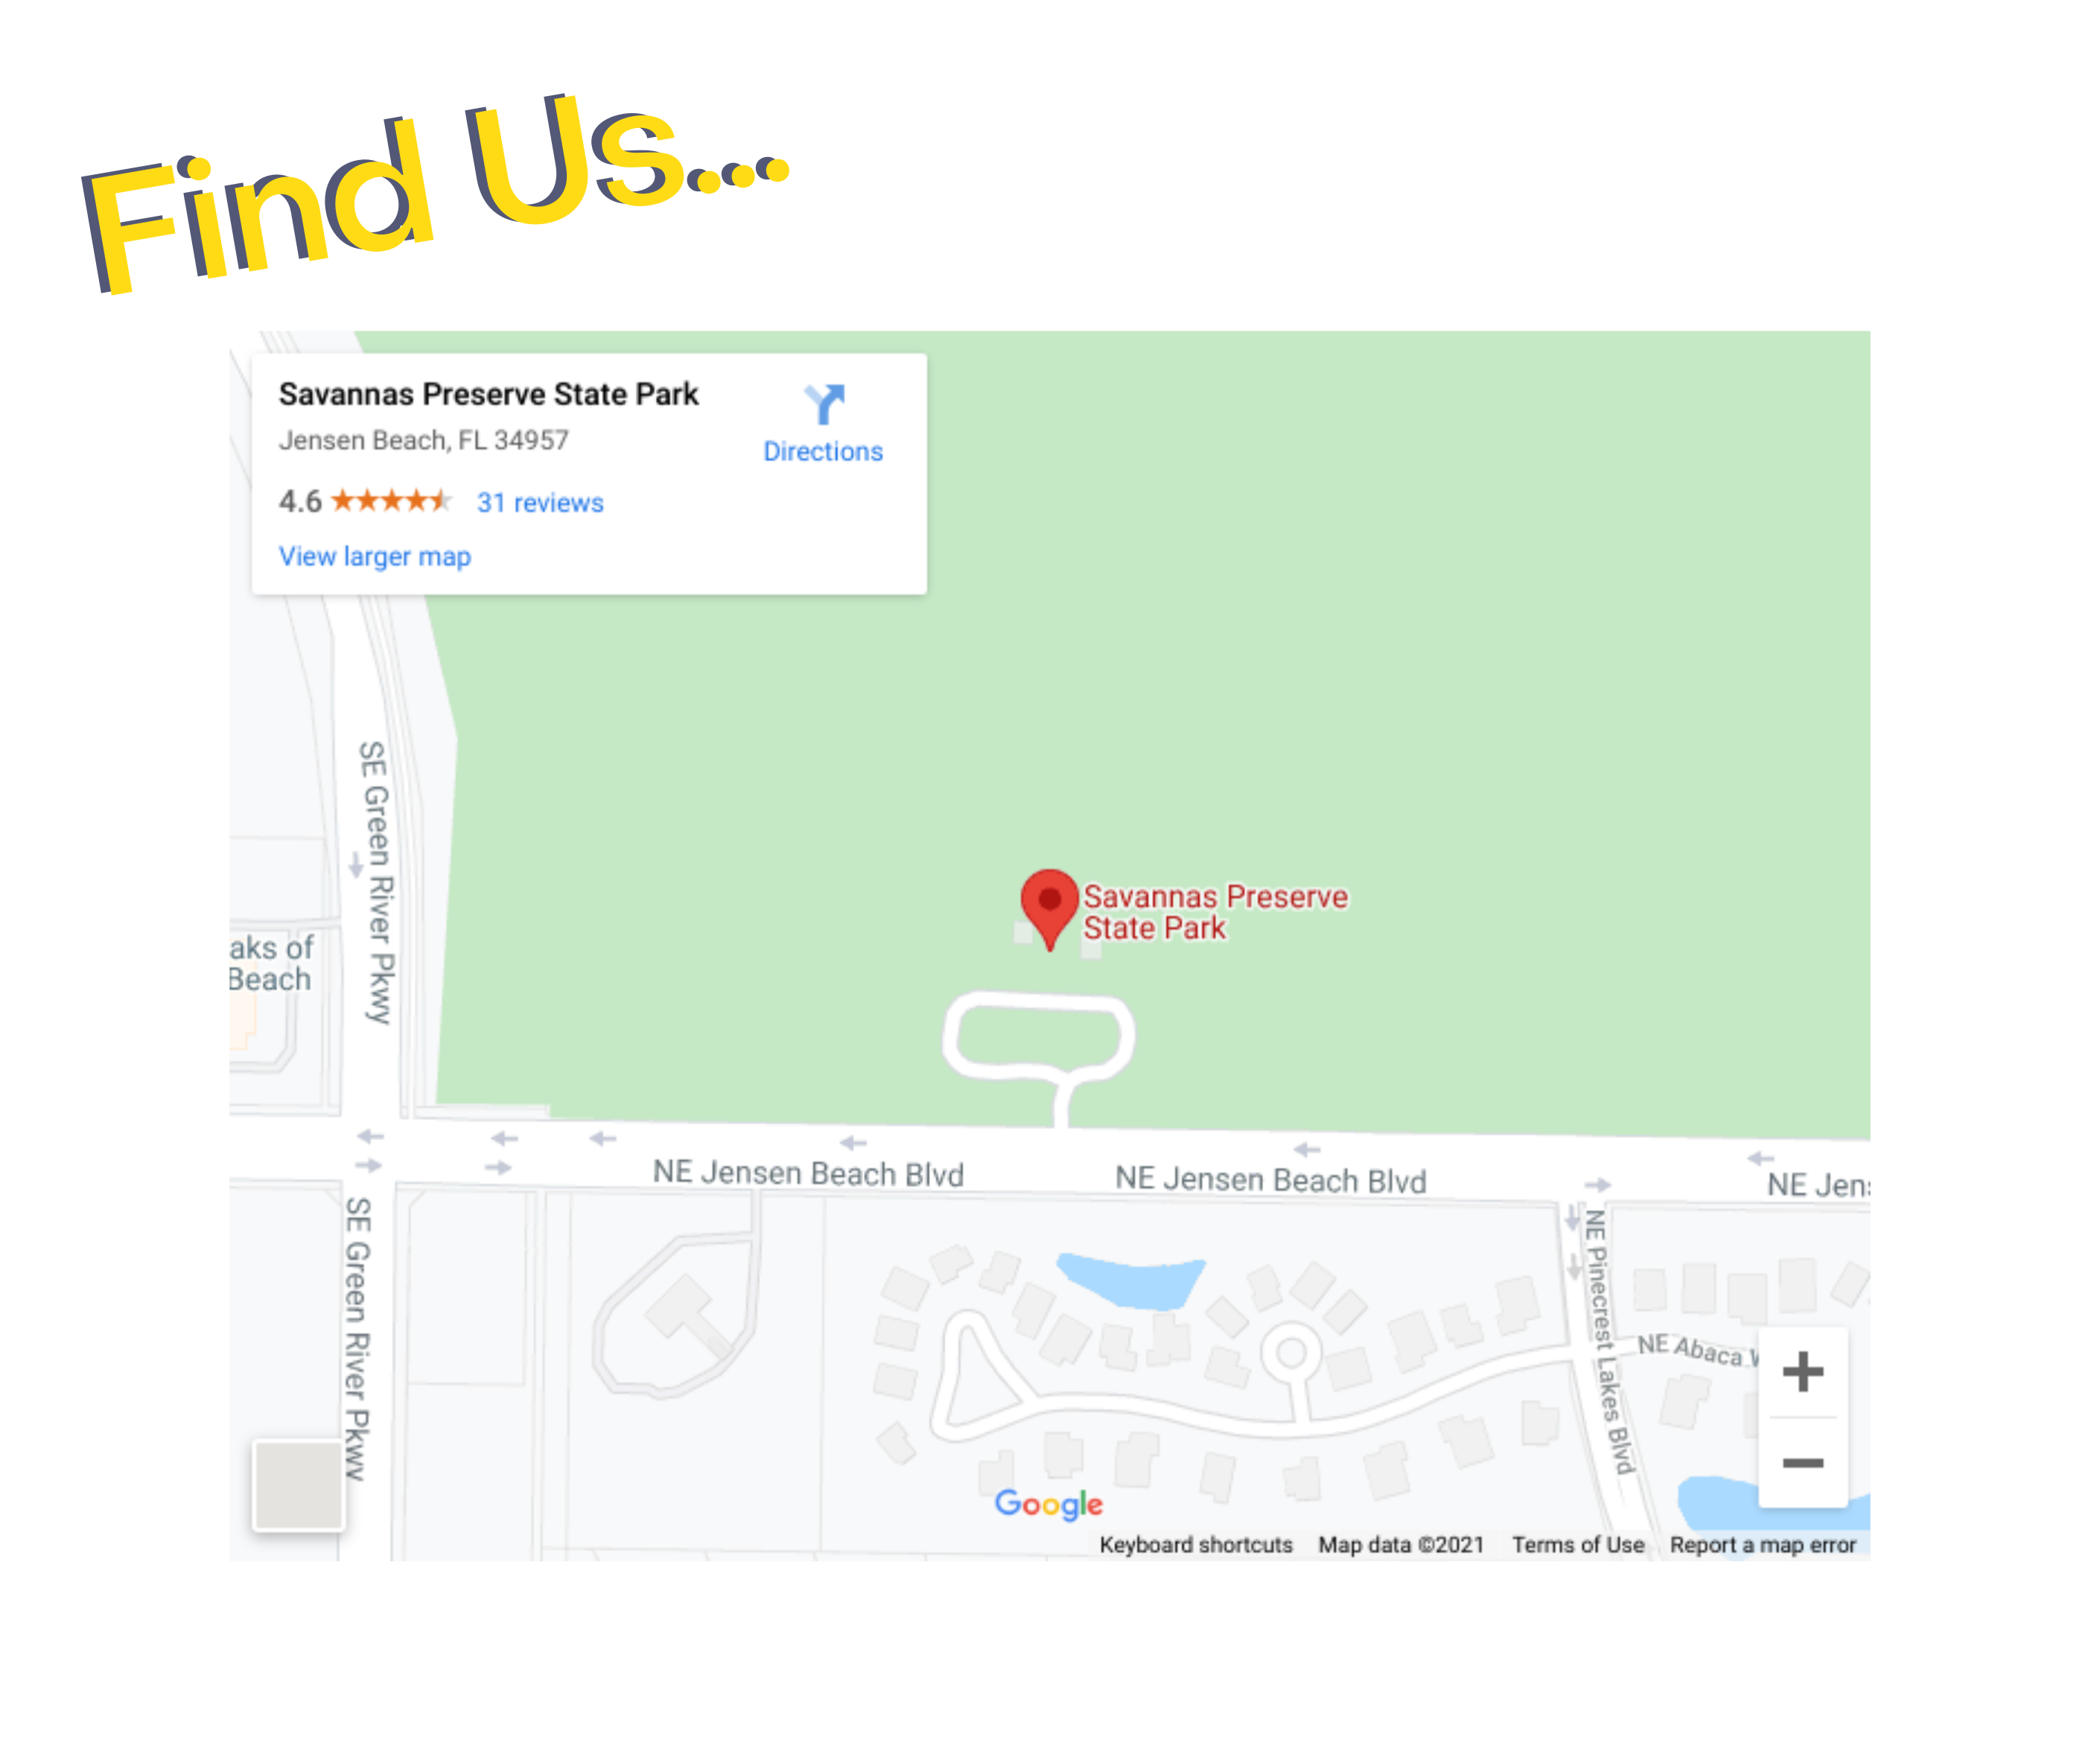 Find Us...
Savannas Preserve State Park
Jensen Beach, FL 34957
Directions
4.6
31 reviews
View larger map
SE Green River Pkwy
aks of
Beach
Savannas Preserve
State Park
NE Jensen Beach Blvd
NE Jensen Beach Blvd
NE Jens
SE Green River Pkwy
NE Pinecrest Lakes Blvd
NE Abaca
Google
Keyboard shortcuts
Map data ©2021
Terms of Use
Report a map error